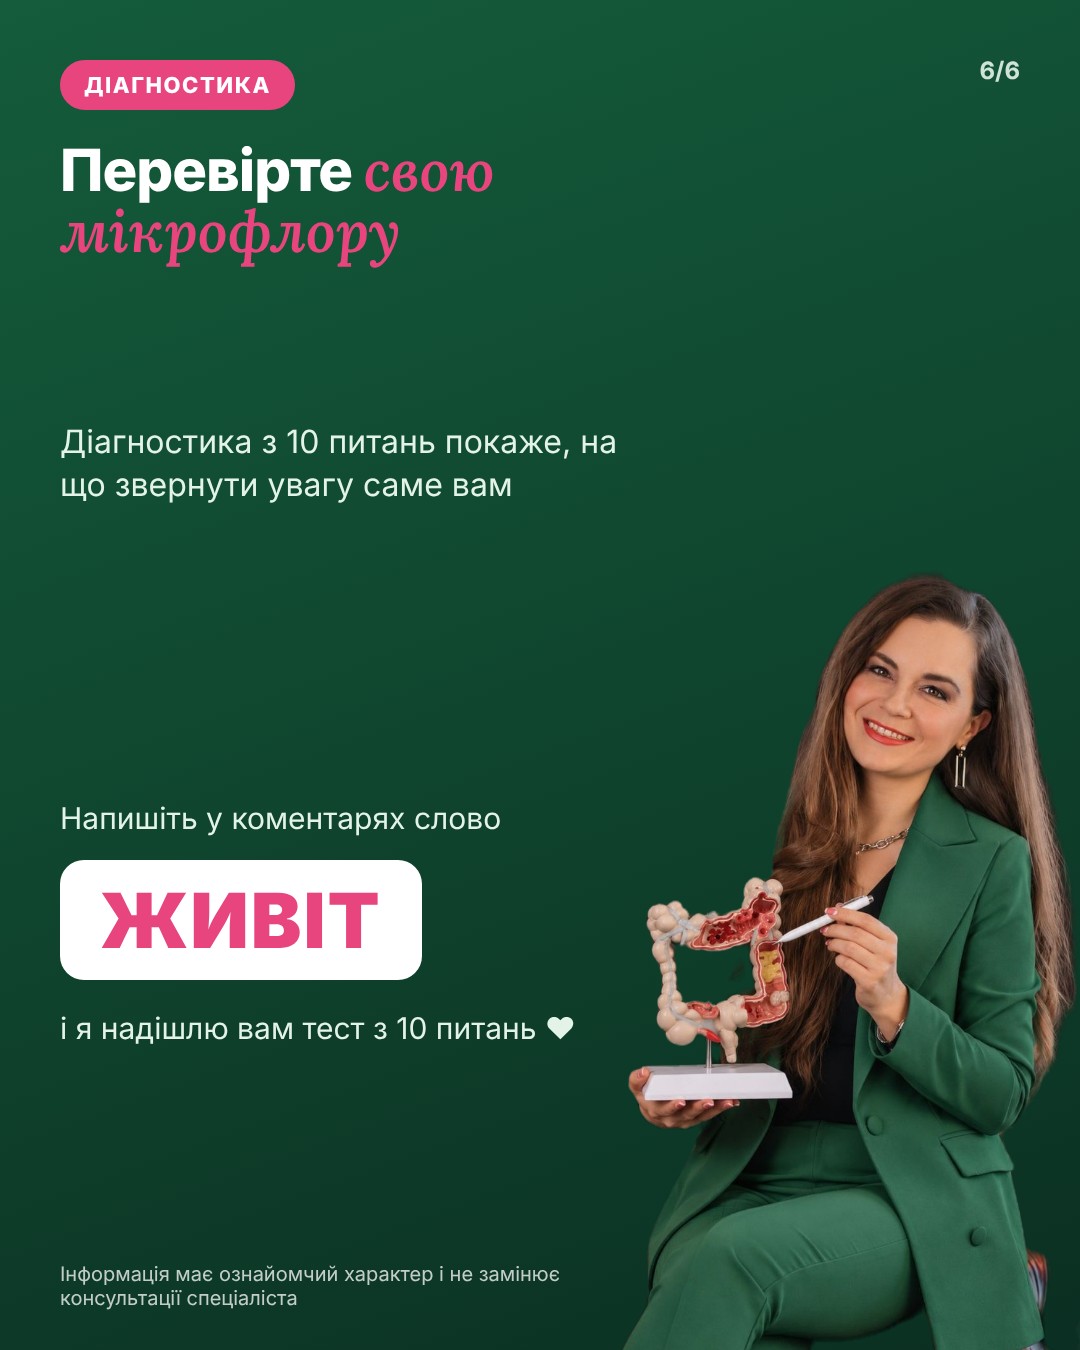 ДІАГНОСТИКА
6/6
Перевірте свою
мікрофлору
Діагностика з 10 питань покаже, на
що звернути увагу саме вам
Напишіть у коментарях слово
ЖИВІТ
і я надішлю вам тест з 10 питань ♥
Інформація має ознайомчий характер і не замінює
консультації спеціаліста